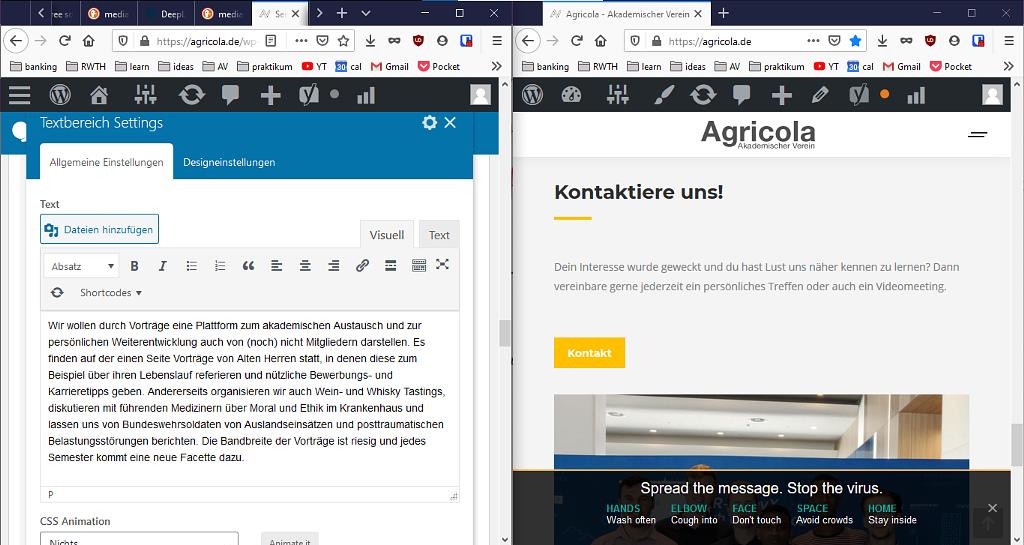 ree so
media
DeepL
media
Se
Agricola - Akademischer Verein
https://agricola.de/wp
https://agricola.de
banking RWTH learn ideas AV praktikum YT 30 cal Gmail Pocket
banking RWTH learn ideas AV praktikum YT 30 cal Gmail Pocket
Textbereich Settings
Allgemeine Einstellungen
Designeinstellungen
Text
Dateien hinzufügen
Visuell
Text
Absatz
B
I
Shortcodes
Wir wollen durch Vorträge eine Plattform zum akademischen Austausch und zur
persönlichen Weiterentwicklung auch von (noch) nicht Mitgliedern darstellen. Es
finden auf der einen Seite Vorträge von Alten Herren statt, in denen diese zum
Beispiel über ihren Lebenslauf referieren und nützliche Bewerbungs- und
Karrieretipps geben. Andererseits organisieren wir auch Wein- und Whisky Tastings,
diskutieren mit führenden Medizinern über Moral und Ethik im Krankenhaus und
lassen uns von Bundeswehrsoldaten von Auslandseinsätzen und posttraumatischen
Belastungsstörungen berichten. Die Bandbreite der Vorträge ist riesig und jedes
Semester kommt eine neue Facette dazu.
P
CSS Animation
Nichts
Animate it
Agricola
Akademischer Verein
Kontaktiere uns!
Dein Interesse wurde geweckt und du hast Lust uns näher kennen zu lernen? Dann
vereinbare gerne jederzeit ein persönliches Treffen oder auch ein Videomeeting.
Kontakt
Spread the message. Stop the virus.
HANDS ELBOW FACE SPACE HOME
Wash often Cough into Don't touch Avoid crowds Stay inside